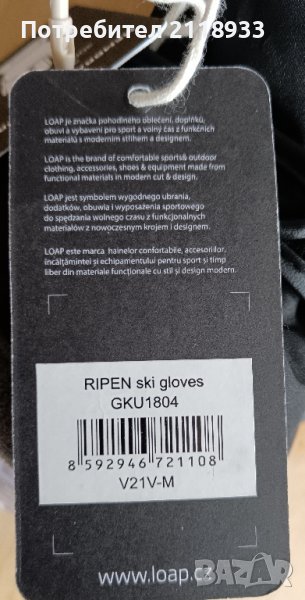 Потребител 2118933
LOAP je značka pohodlného oblečení, doplňků,
obuvi a vybavení pro sport a volný čas z funkčních
materiálů s moderním střihem a designem.
LOAP is the brand of comfortable sports& outdoor
clothing, accessories, shoes & equipment made from
functional materials in modern cut & design.
LOAP jest symbolem wygodnego ubrania,
dodatków, obuwia i wyposażenia sportowego
do spędzania wolnego czasu z funkcjonalnych
materiałów z nowoczesnym krojem i designem.
LOAP este marca hainelor confortabile, accesoriilor,
încălțămintei și echipamentului pentru sport și timp
liber din materiale funcționale cu stil și design modern.
RIPEN ski gloves
GKU1804
8 592946 721108
V21V-M
www.loap.cz
BAZAR